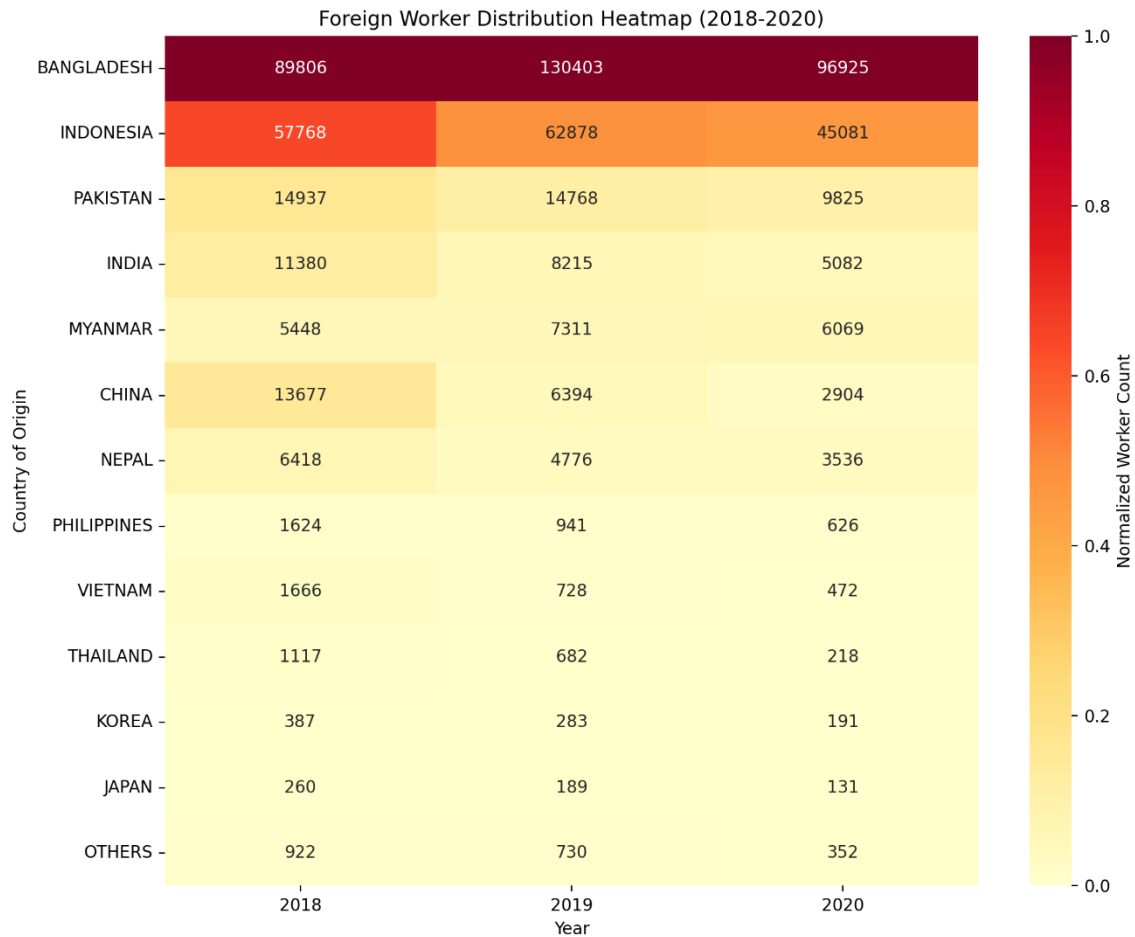 Foreign Worker Distribution Heatmap (2018-2020)
BANGLADESH 89806 130403 96925
INDONESIA 57768 62878 45081
PAKISTAN 14937 14768 9825
INDIA 11380 8215 5082
MYANMAR 5448 7311 6069
CHINA 13677 6394 2904
NEPAL 6418 4776 3536
PHILIPPINES 1624 941 626
VIETNAM 1666 728 472
THAILAND 1117 682 218
KOREA 387 283 191
JAPAN 260 189 131
OTHERS 922 730 352
2018 2019 2020
Year
Country of Origin
1.0
0.8
0.6
0.4
0.2
0.0
Normalized Worker Count